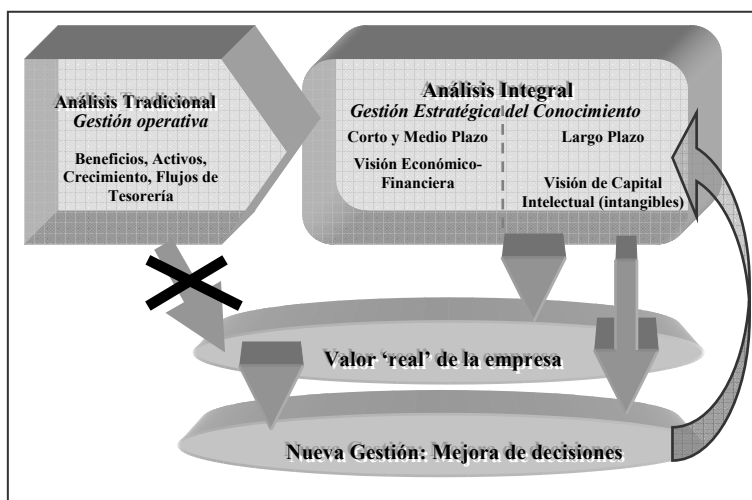 Análisis Tradicional
Gestión operativa
Beneficios, Activos,
Crecimiento, Flujos de
Tesorería
Análisis Integral
Gestión Estratégica del Conocimiento
Corto y Medio Plazo
Visión Económico-
Financiera
Largo Plazo
Visión de Capital
Intelectual (intangibles)
Valor ‘real’ de la empresa
Nueva Gestión: Mejora de decisiones